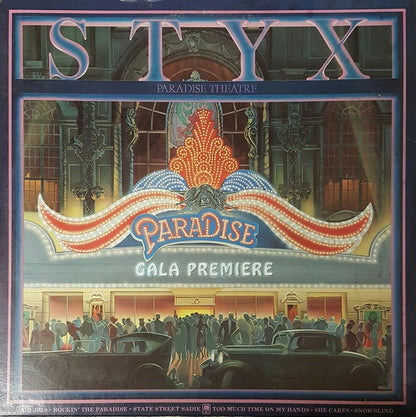 STYX
PARADISE THEATRE
PARADISE
GALA PREMIERE
• ROCKIN' THE PARADISE • STATE STREET SADIE • TOO MUCH TIME ON MY HANDS • SHE CARES • SNOWBLIND